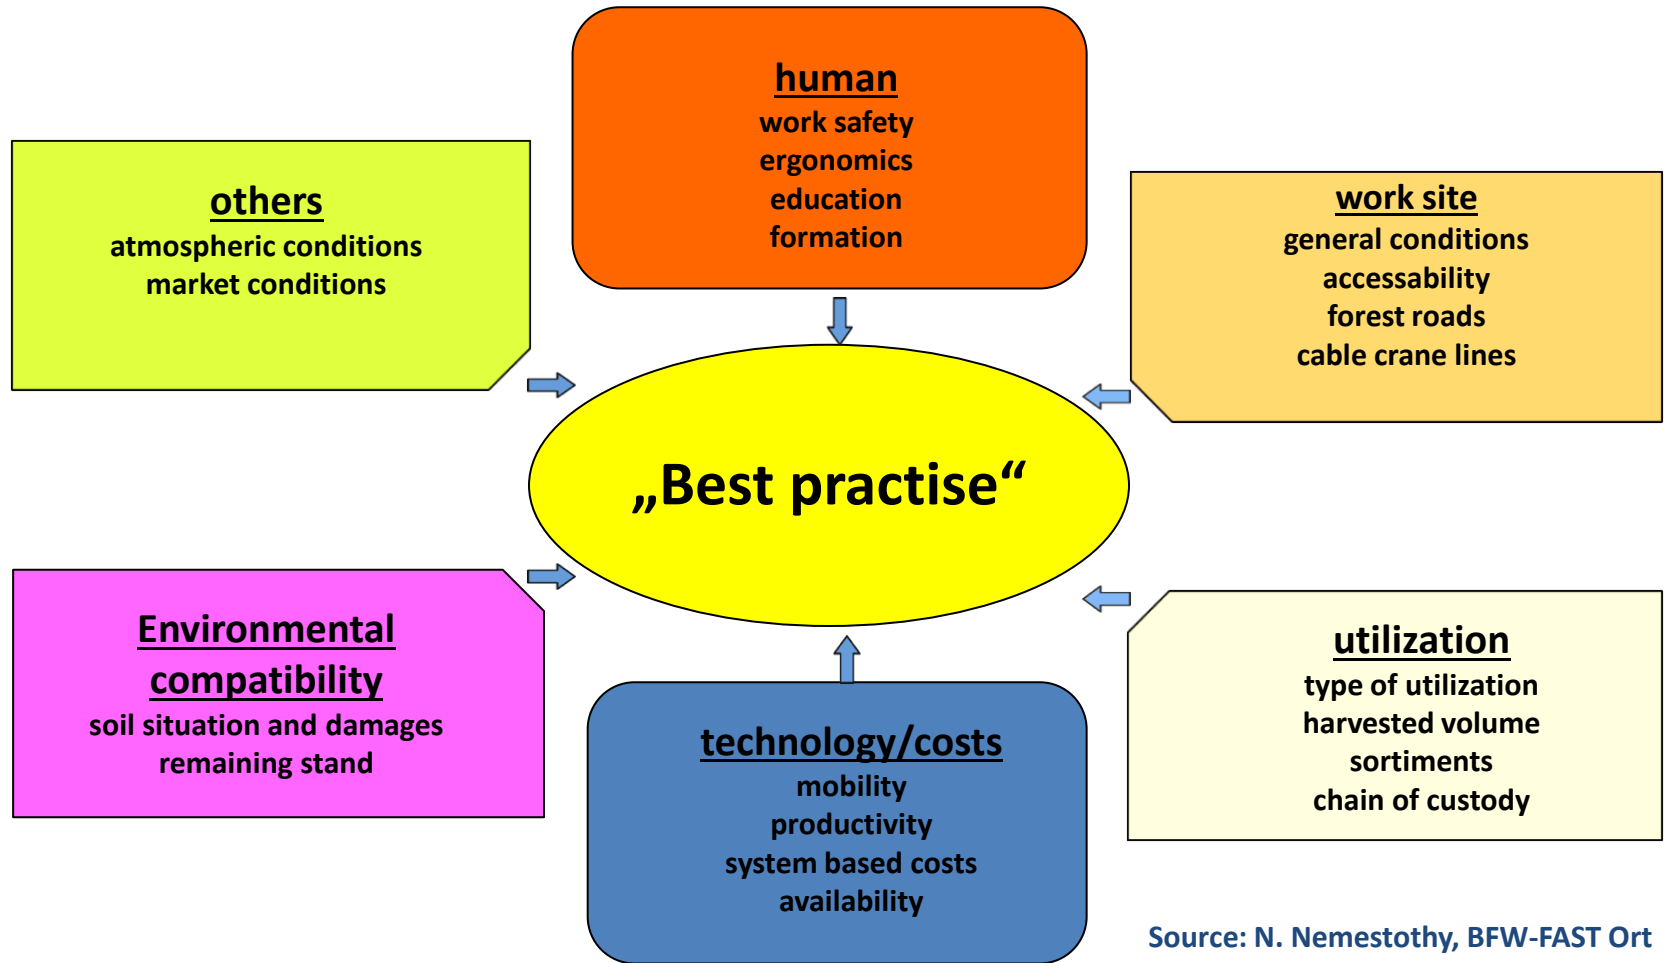 human
work safety
ergonomics
education
formation
others
atmospheric conditions
market conditions
work site
general conditions
accessability
forest roads
cable crane lines
„Best practise“
Environmental
compatibility
soil situation and damages
remaining stand
technology/costs
mobility
productivity
system based costs
availability
utilization
type of utilization
harvested volume
sortiments
chain of custody
Source: N. Nemestothy, BFW-FAST Ort